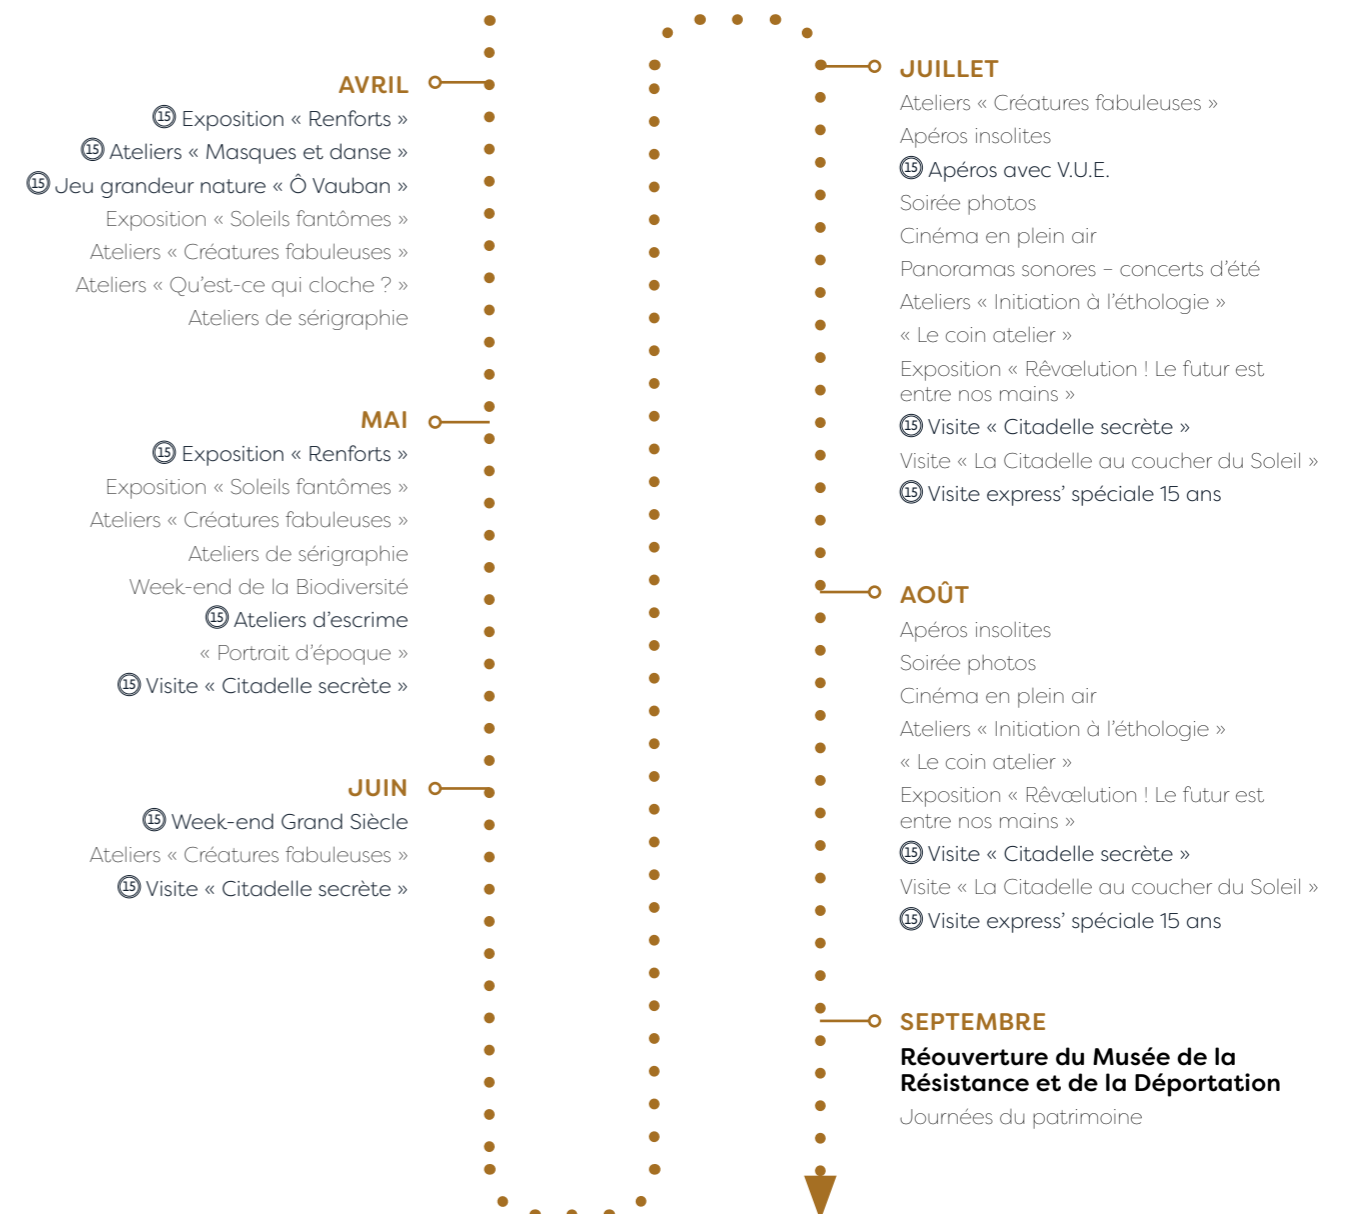 AVRIL
15 Exposition « Renforts »
15 Ateliers « Masques et danse »
15 Jeu grandeur nature « Ô Vauban »
Exposition « Soleils fantômes »
Ateliers « Créatures fabuleuses »
Ateliers « Qu’est-ce qui cloche ? »
Ateliers de sérigraphie
MAI
15 Exposition « Renforts »
Exposition « Soleils fantômes »
Ateliers « Créatures fabuleuses »
Ateliers de sérigraphie
Week-end de la Biodiversité
15 Ateliers d’escrime
« Portrait d’époque »
15 Visite « Citadelle secrète »
JUIN
15 Week-end Grand Siècle
Ateliers « Créatures fabuleuses »
15 Visite « Citadelle secrète »
JUILLET
Ateliers « Créatures fabuleuses »
Apéros insolites
15 Apéros avec V.U.E.
Soirée photos
Cinéma en plein air
Panoramas sonores – concerts d’été
Ateliers « Initiation à l’éthologie »
« Le coin atelier »
Exposition « Rêvœlution ! Le futur est
entre nos mains »
15 Visite « Citadelle secrète »
Visite « La Citadelle au coucher du Soleil »
15 Visite express’ spéciale 15 ans
AOÛT
Apéros insolites
Soirée photos
Cinéma en plein air
Ateliers « Initiation à l’éthologie »
« Le coin atelier »
Exposition « Rêvœlution ! Le futur est
entre nos mains »
15 Visite « Citadelle secrète »
Visite « La Citadelle au coucher du Soleil »
15 Visite express’ spéciale 15 ans
SEPTEMBRE
Réouverture du Musée de la
Résistance et de la Déportation
Journées du patrimoine